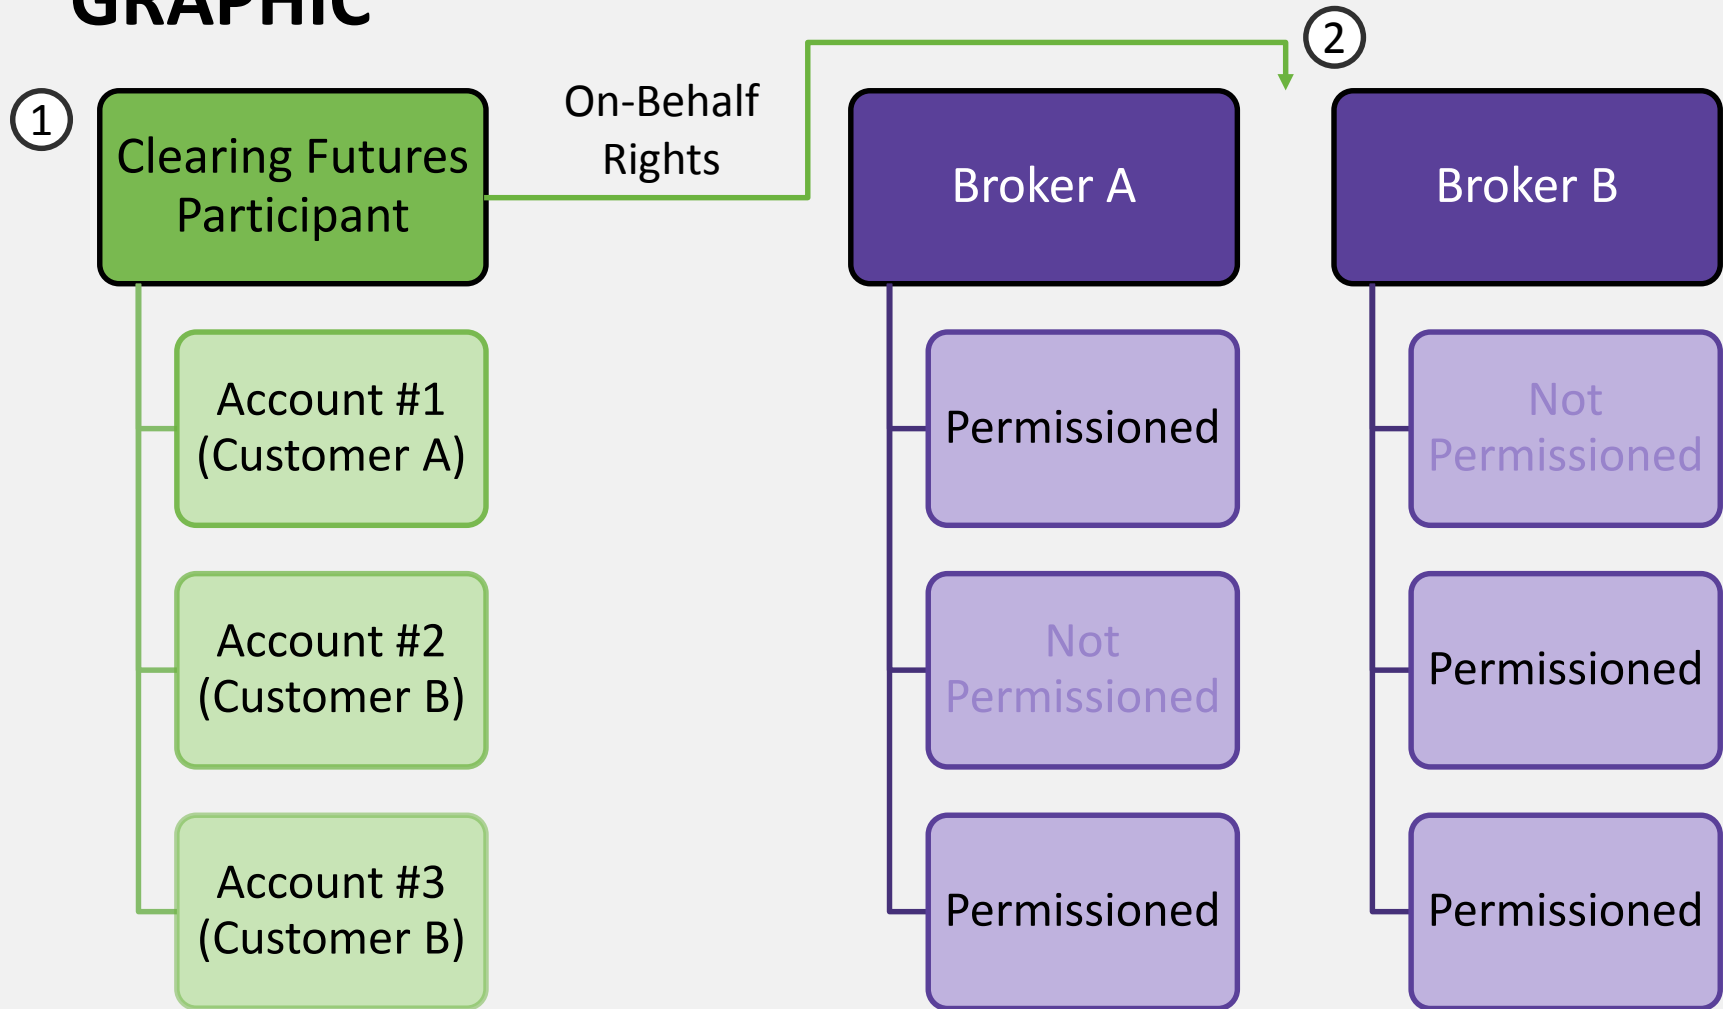 GRAPHIC
1
Clearing Futures
Participant
On-Behalf
Rights
2
Broker A
Broker B
Account #1
(Customer A)
Permissioned
Not
Permissioned
Account #2
(Customer B)
Not
Permissioned
Permissioned
Account #3
(Customer B)
Permissioned
Permissioned